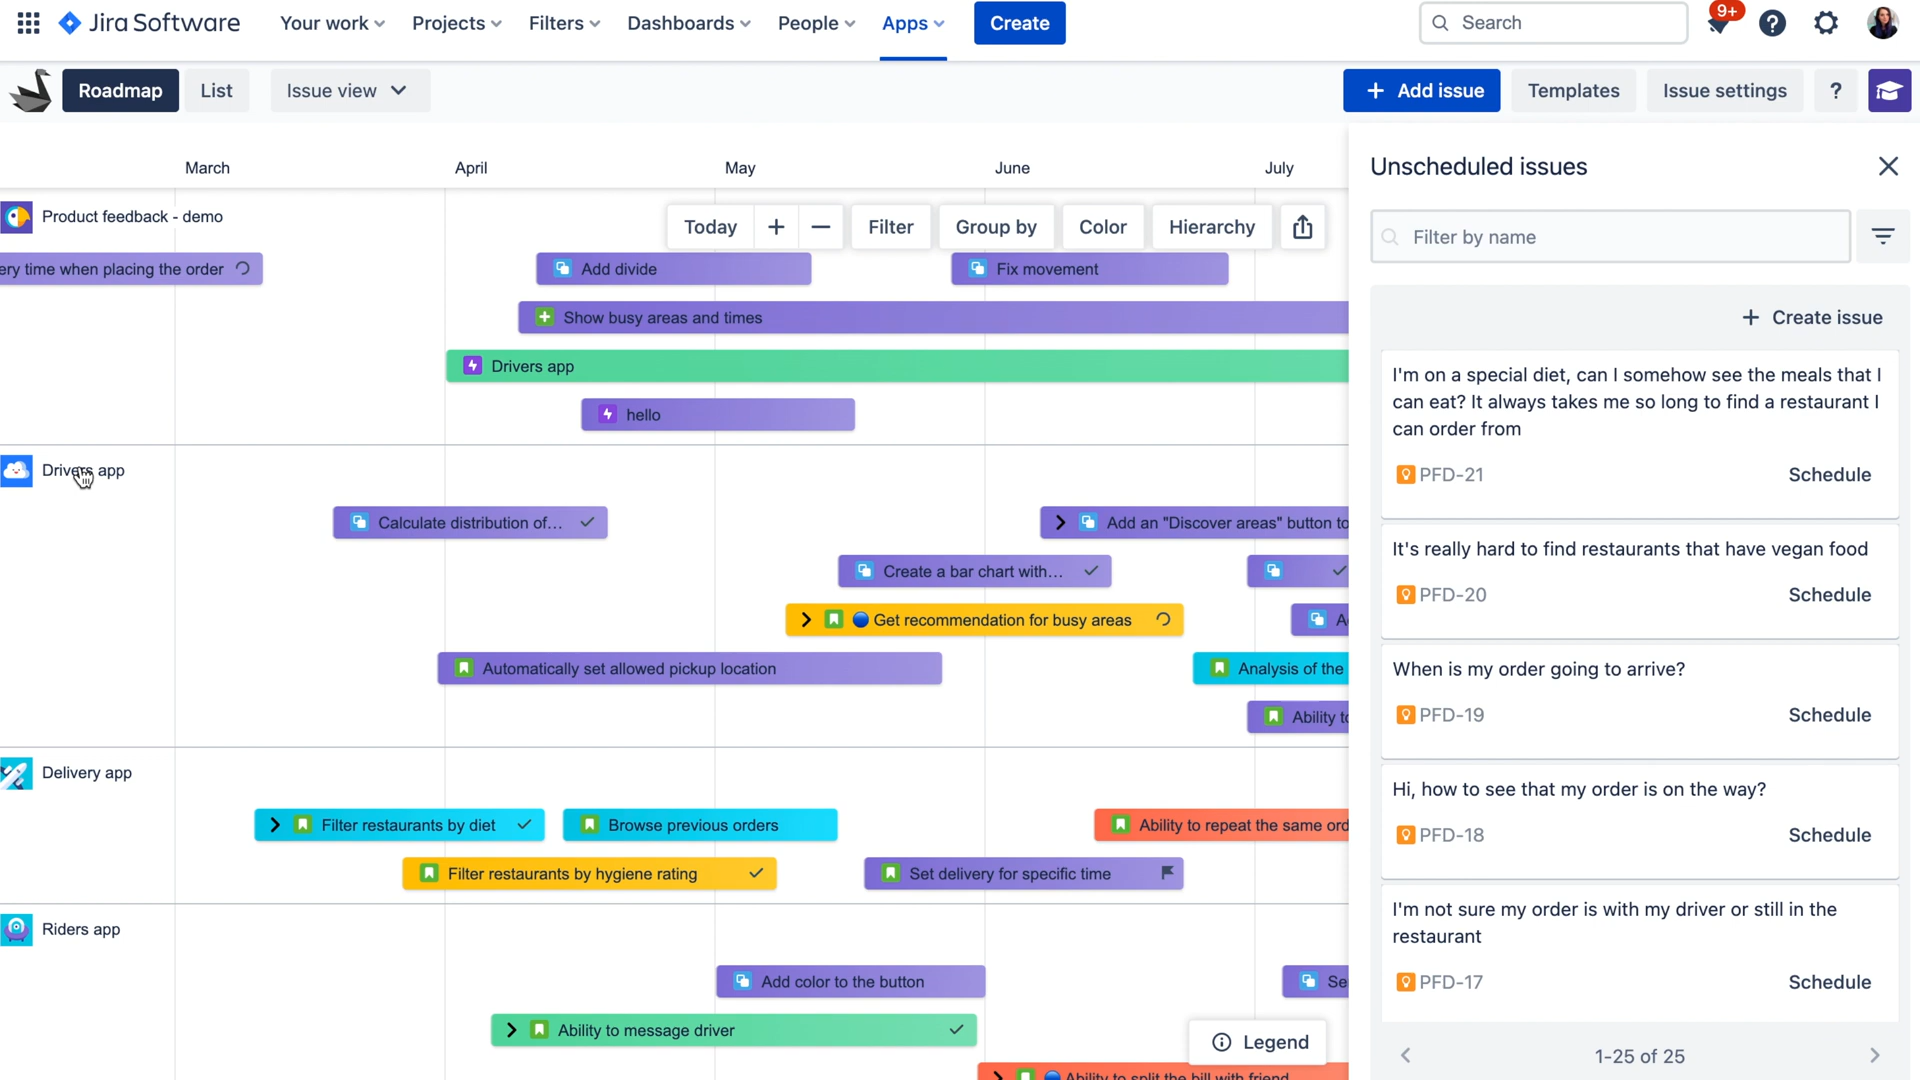 Jira Software
Your work
Projects
Filters
Dashboards
People
Apps
Create
Search
9+
Roadmap
List
Issue view
+ Add issue
Templates
Issue settings
?
March
April
May
June
July
Product feedback - demo
Today
+
−
Filter
Group by
Color
Hierarchy
ery time when placing the order
Add divide
Fix movement
Show busy areas and times
Drivers app
hello
Drivers app
Calculate distribution of...
Add an "Discover areas" button to
Create a bar chart with...
Get recommendation for busy areas
Automatically set allowed pickup location
Analysis of the
Ability to
Delivery app
Filter restaurants by diet
Browse previous orders
Ability to repeat the same ord
Filter restaurants by hygiene rating
Set delivery for specific time
Riders app
Add color to the button
Se
Ability to message driver
Legend
Ability to split the bill with friend
Unscheduled issues
Filter by name
+ Create issue
I'm on a special diet, can I somehow see the meals that I
can eat? It always takes me so long to find a restaurant I
can order from
PFD-21
Schedule
It's really hard to find restaurants that have vegan food
PFD-20
Schedule
When is my order going to arrive?
PFD-19
Schedule
Hi, how to see that my order is on the way?
PFD-18
Schedule
I'm not sure my order is with my driver or still in the
restaurant
PFD-17
Schedule
1-25 of 25